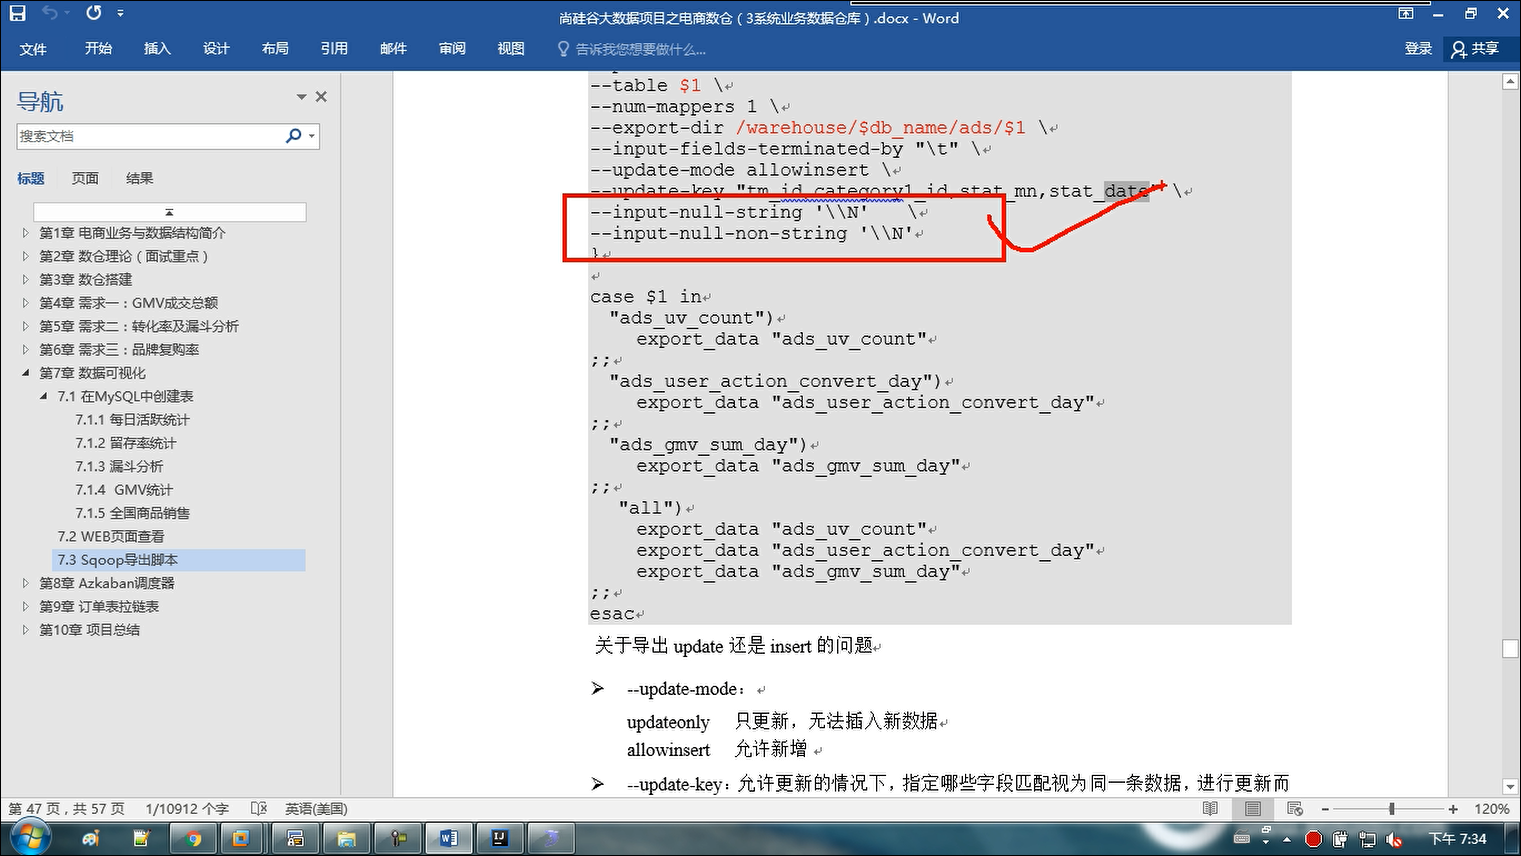 尚硅谷大数据项目之电商数仓（3系统业务数据仓库）.docx - Word
文件 开始 插入 设计 布局 引用 邮件 审阅 视图 告诉我您想要做什么... 登录 共享
导航
搜索文档
标题 页面 结果
第1章 电商业务与数据结构简介
第2章 数仓理论（面试重点）
第3章 数仓搭建
第4章 需求一：GMV成交总额
第5章 需求二：转化率及漏斗分析
第6章 需求三：品牌复购率
第7章 数据可视化
7.1 在MySQL中创建表
7.1.1 每日活跃统计
7.1.2 留存率统计
7.1.3 漏斗分析
7.1.4 GMV统计
7.1.5 全国商品销售
7.2 WEB页面查看
7.3 Sqoop导出脚本
第8章 Azkaban调度器
第9章 订单表拉链表
第10章 项目总结
--table $1 \
--num-mappers 1 \
--export-dir /warehouse/$db_name/ads/$1 \
--input-fields-terminated-by "\t" \
--update-mode allowinsert \
--update-key "tm_id,category1_id,stat_mn,stat_date" \
--input-null-string '\\N' \
--input-null-non-string '\\N'
}
case $1 in
"ads_uv_count")
export_data "ads_uv_count"
;;
"ads_user_action_convert_day")
export_data "ads_user_action_convert_day"
;;
"ads_gmv_sum_day")
export_data "ads_gmv_sum_day"
;;
"all")
export_data "ads_uv_count"
export_data "ads_user_action_convert_day"
export_data "ads_gmv_sum_day"
;;
esac
关于导出 update 还是 insert 的问题
--update-mode：
updateonly 只更新，无法插入新数据
allowinsert 允许新增
--update-key：允许更新的情况下，指定哪些字段匹配视为同一条数据，进行更新而
第 47 页，共 57 页 1/10912 个字 英语(美国) 120%
下午 7:34